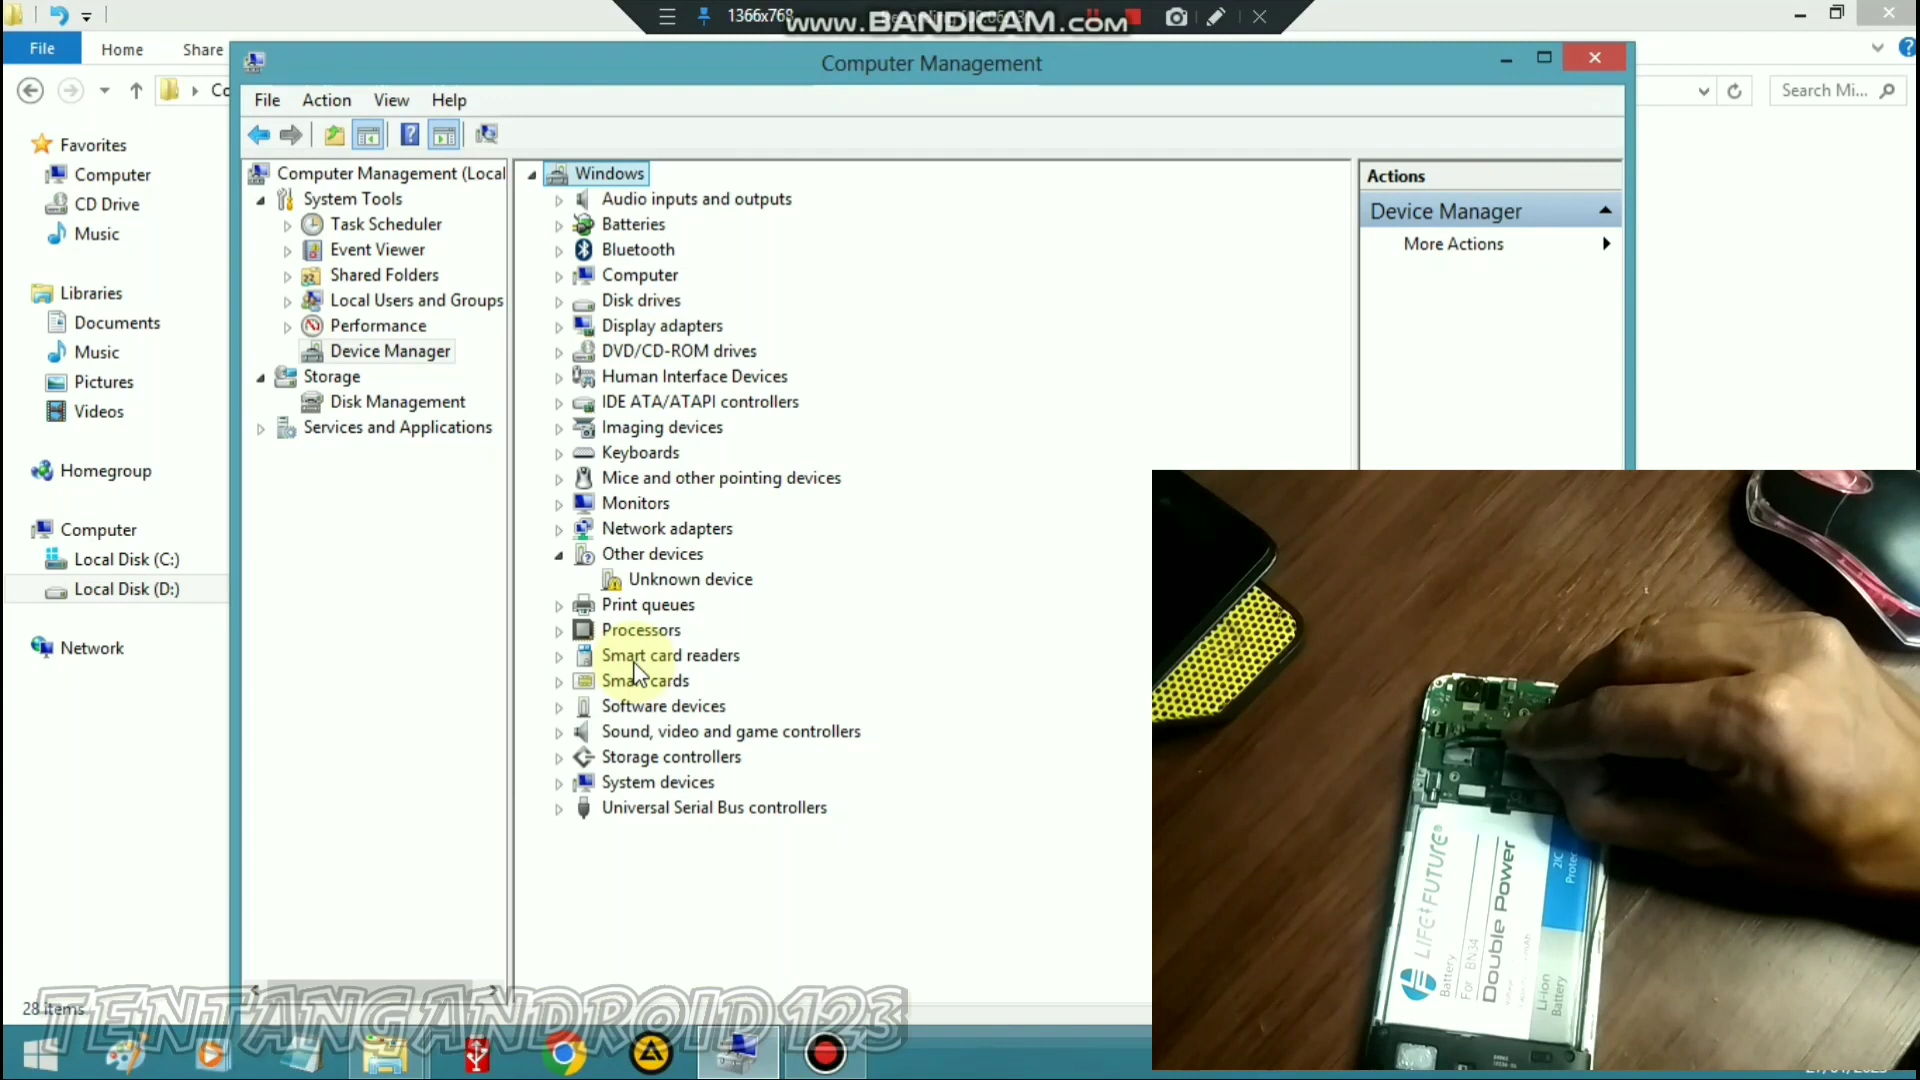 1366x768
www.BANDICAM.com
File
Home
Share
Computer Management
File
Action
View
Help
Search Mi...
Favorites
Computer
CD Drive
Music
Libraries
Documents
Music
Pictures
Videos
Homegroup
Computer
Local Disk (C:)
Local Disk (D:)
Network
28 items
Computer Management (Local
System Tools
Task Scheduler
Event Viewer
Shared Folders
Local Users and Groups
Performance
Device Manager
Storage
Disk Management
Services and Applications
Windows
Audio inputs and outputs
Batteries
Bluetooth
Computer
Disk drives
Display adapters
DVD/CD-ROM drives
Human Interface Devices
IDE ATA/ATAPI controllers
Imaging devices
Keyboards
Mice and other pointing devices
Monitors
Network adapters
Other devices
Unknown device
Print queues
Processors
Smart card readers
Smart cards
Software devices
Sound, video and game controllers
Storage controllers
System devices
Universal Serial Bus controllers
Actions
Device Manager
More Actions
LIFE FUTURE
Battery
For BN34
Double Power
2IC
Li-ion
Battery
TENTANGANDROID123